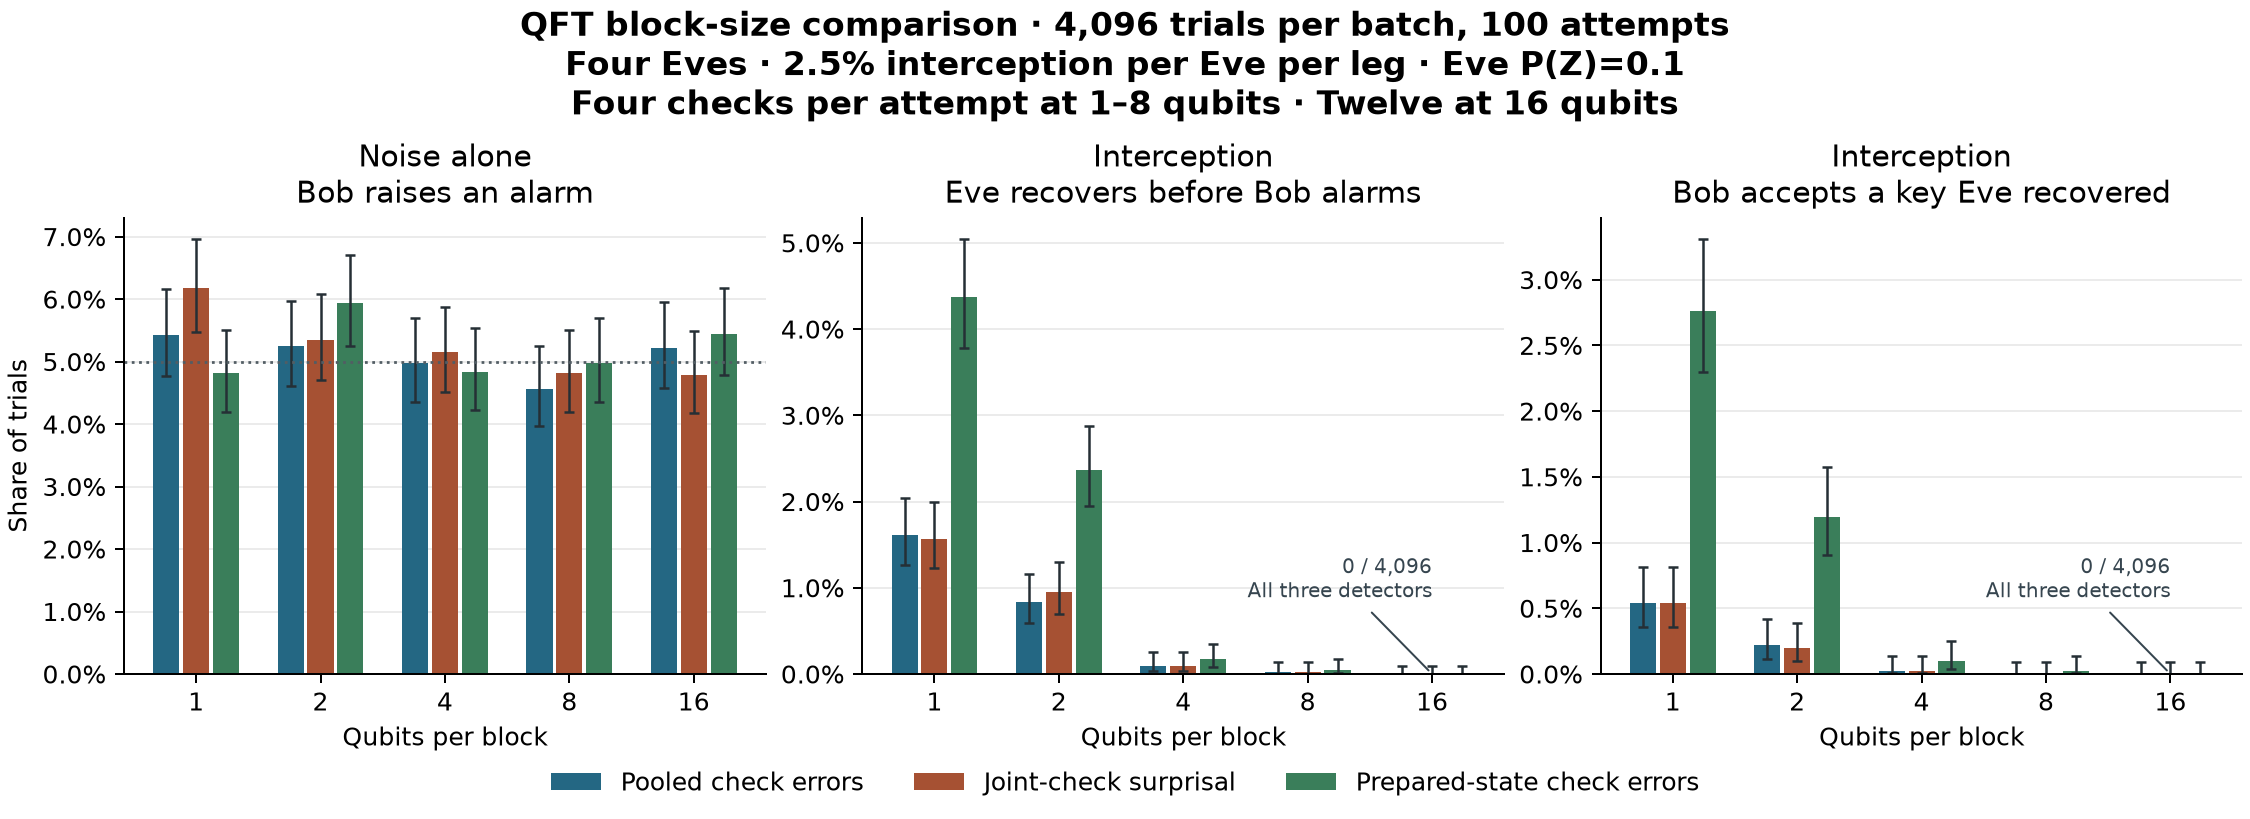 QFT block-size comparison · 4,096 trials per batch, 100 attempts
Four Eves · 2.5% interception per Eve per leg · Eve P(Z)=0.1
Four checks per attempt at 1–8 qubits · Twelve at 16 qubits
Noise alone
Bob raises an alarm
Share of trials
7.0%
6.0%
5.0%
4.0%
3.0%
2.0%
1.0%
0.0%
1
2
4
8
16
Qubits per block
Interception
Eve recovers before Bob alarms
5.0%
4.0%
3.0%
2.0%
1.0%
0.0%
0 / 4,096
All three detectors
1
2
4
8
16
Qubits per block
Interception
Bob accepts a key Eve recovered
3.0%
2.5%
2.0%
1.5%
1.0%
0.5%
0.0%
0 / 4,096
All three detectors
1
2
4
8
16
Qubits per block
Pooled check errors
Joint-check surprisal
Prepared-state check errors